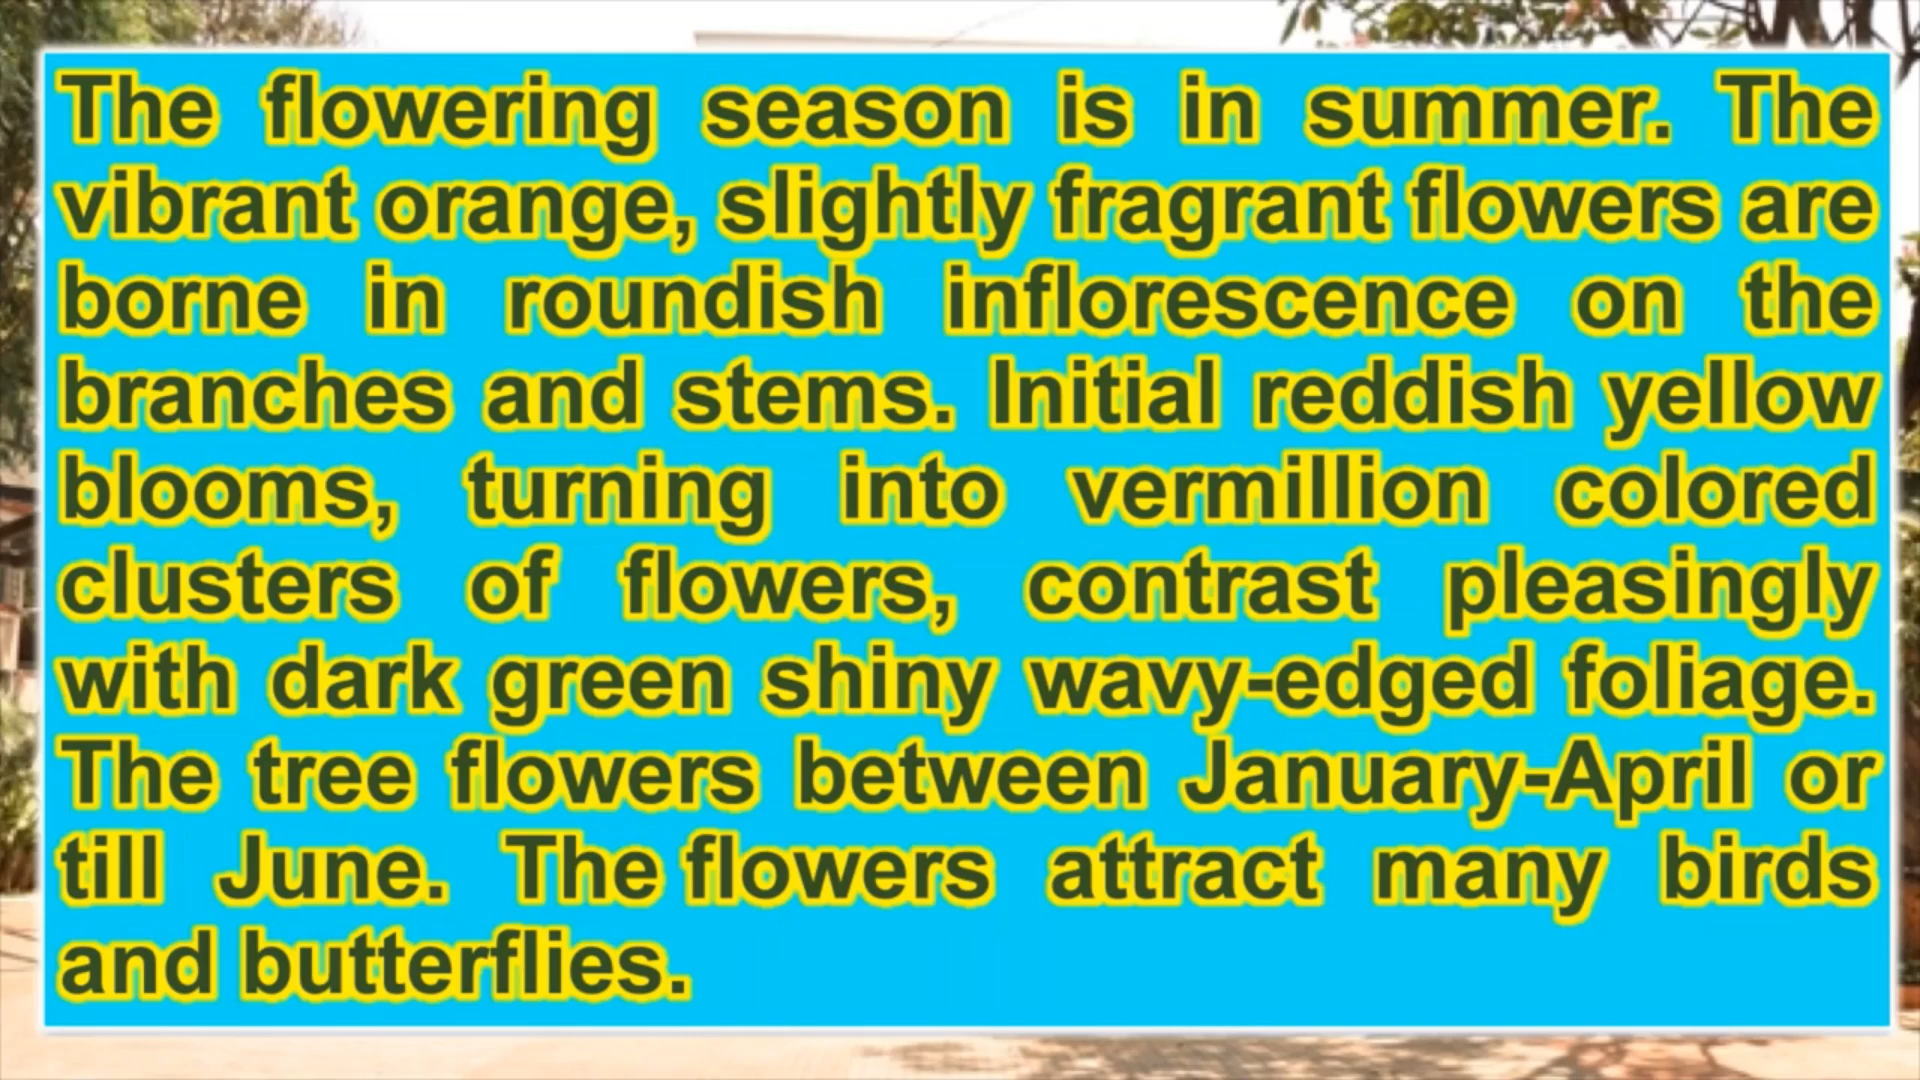 The flowering season is in summer. The
vibrant orange, slightly fragrant flowers are
borne in roundish inflorescence on the
branches and stems. Initial reddish yellow
blooms, turning into vermillion colored
clusters of flowers, contrast pleasingly
with dark green shiny wavy-edged foliage.
The tree flowers between January-April or
till June. The flowers attract many birds
and butterflies.